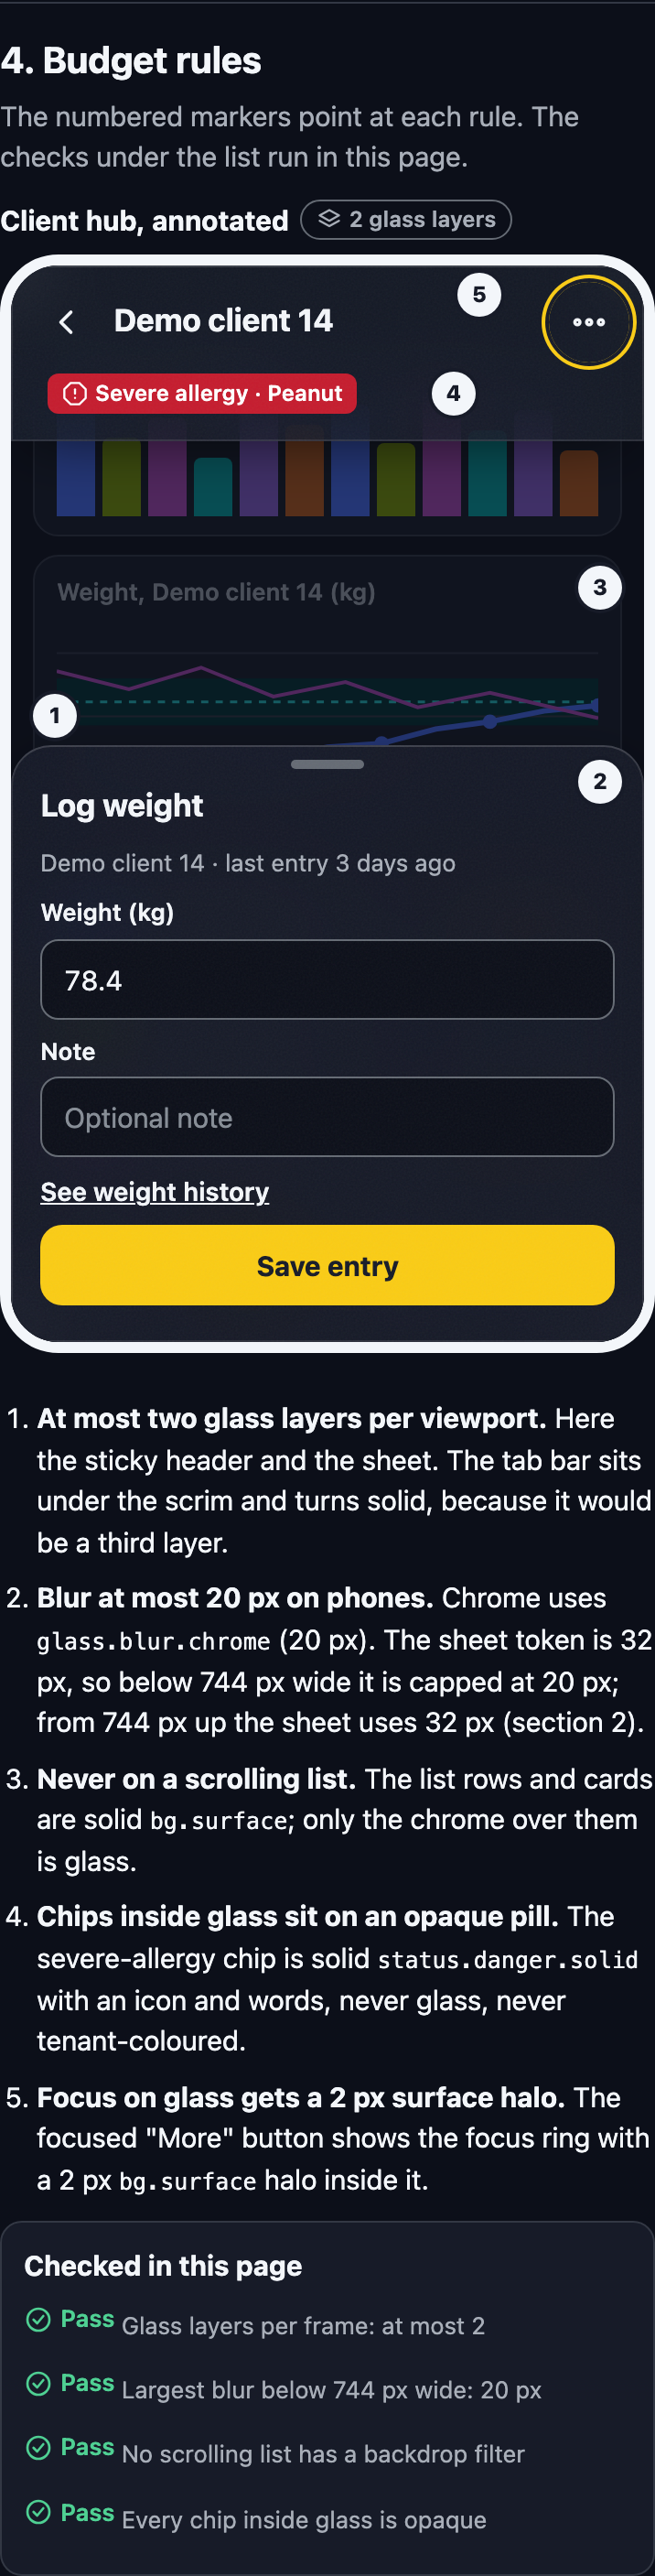 4. Budget rules
The numbered markers point at each rule. The
checks under the list run in this page.
Client hub, annotated
2 glass layers
5
Demo client 14
Severe allergy · Peanut
4
Weight, Demo client 14 (kg)
3
1
2
Log weight
Demo client 14 · last entry 3 days ago
Weight (kg)
78.4
Note
Optional note
See weight history
Save entry
1. At most two glass layers per viewport. Here
the sticky header and the sheet. The tab bar sits
under the scrim and turns solid, because it would
be a third layer.
2. Blur at most 20 px on phones. Chrome uses
glass.blur.chrome (20 px). The sheet token is 32
px, so below 744 px wide it is capped at 20 px;
from 744 px up the sheet uses 32 px (section 2).
3. Never on a scrolling list. The list rows and cards
are solid bg.surface; only the chrome over them
is glass.
4. Chips inside glass sit on an opaque pill. The
severe-allergy chip is solid status.danger.solid
with an icon and words, never glass, never
tenant-coloured.
5. Focus on glass gets a 2 px surface halo. The
focused "More" button shows the focus ring with
a 2 px bg.surface halo inside it.
Checked in this page
Pass Glass layers per frame: at most 2
Pass Largest blur below 744 px wide: 20 px
Pass No scrolling list has a backdrop filter
Pass Every chip inside glass is opaque